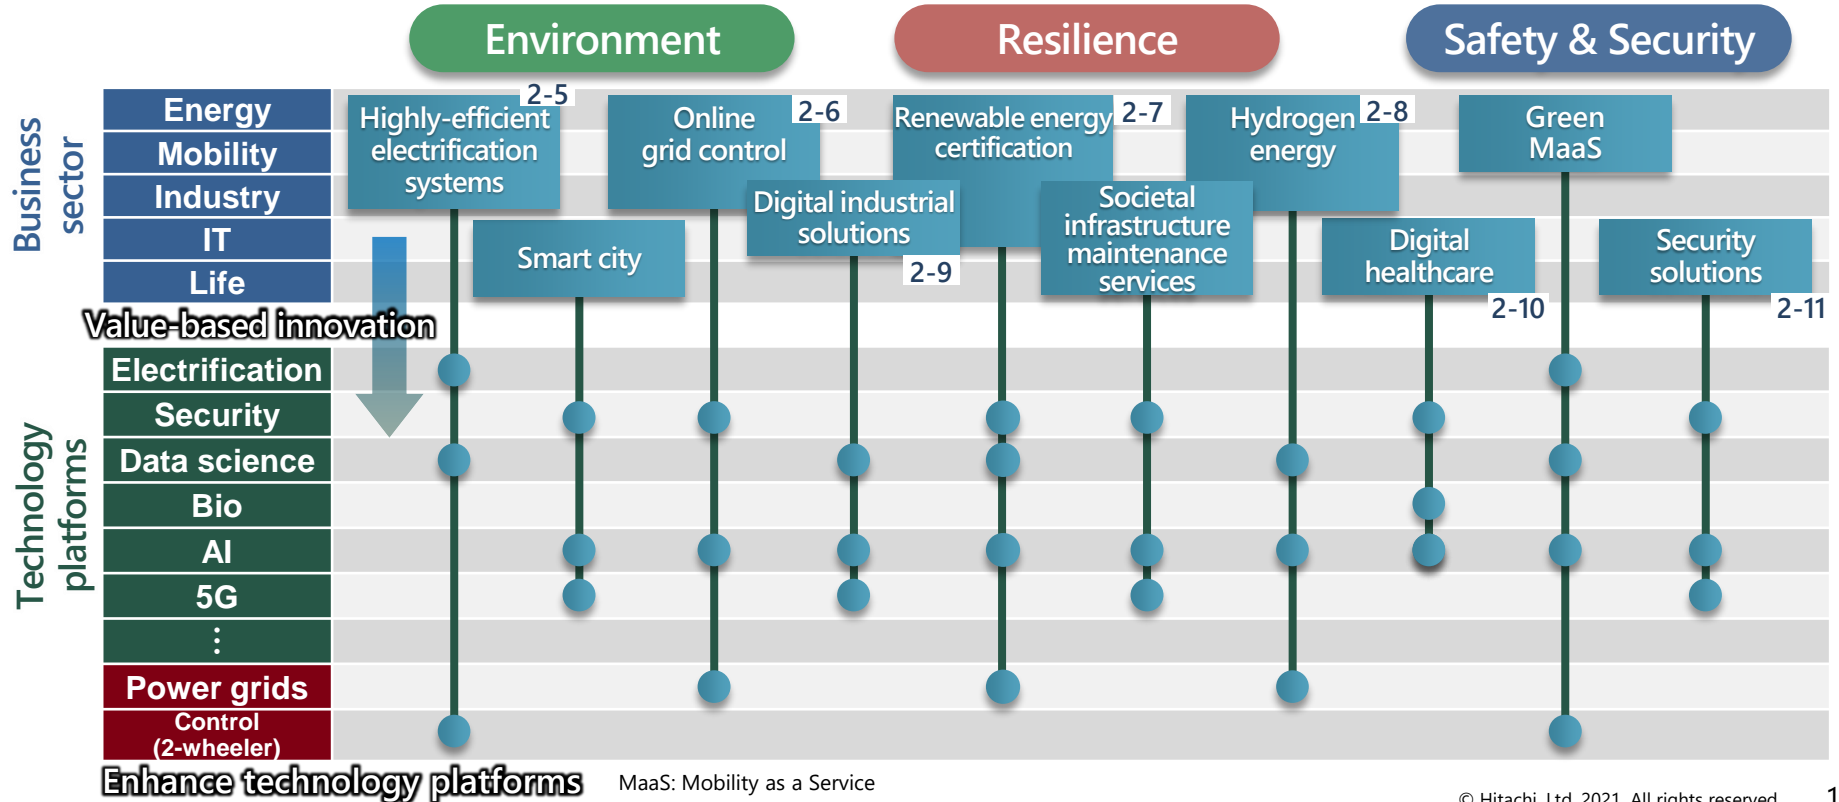 Environment
Resilience
Safety & Security
Business
sector
Energy
Mobility
Industry
IT
Life
Highly-efficient
electrification
systems
2-5
Online
grid control
2-6
Renewable energy
certification
2-7
Hydrogen
energy
2-8
Green
MaaS
Smart city
Digital industrial
solutions
2-9
Societal
infrastructure
maintenance
services
Digital
healthcare
2-10
Security
solutions
2-11
Value-based innovation
Technology
platforms
Electrification
Security
Data science
Bio
AI
5G
⋮
Power grids
Control
(2-wheeler)
Enhance technology platforms
MaaS: Mobility as a Service
© Hitachi, Ltd. 2021. All rights reserved.
1